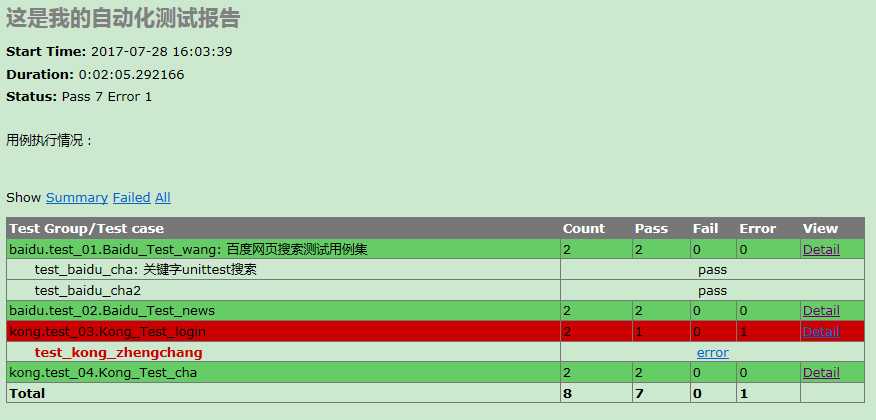 这是我的自动化测试报告
Start Time: 2017-07-28 16:03:39
Duration: 0:02:05.292166
Status: Pass 7 Error 1
用例执行情况：
Show Summary Failed All
Test Group/Test case Count Pass Fail Error View
baidu.test_01.Baidu_Test_wang: 百度网页搜索测试用例集 2 2 0 0 Detail
test_baidu_cha: 关键字unittest搜索 pass
test_baidu_cha2 pass
baidu.test_02.Baidu_Test_news 2 2 0 0 Detail
kong.test_03.Kong_Test_login 2 1 0 1 Detail
test_kong_zhengchang error
kong.test_04.Kong_Test_cha 2 2 0 0 Detail
Total 8 7 0 1